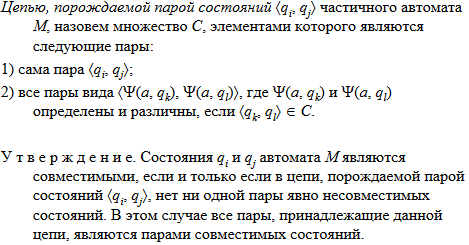 Цепью, порождаемой парой состояний ⟨qi, qj⟩ частичного автомата
M, назовем множество C, элементами которого являются
следующие пары:
1) сама пара ⟨qi, qj⟩;
2) все пары вида ⟨Ψ(a, qk), Ψ(a, ql)⟩, где Ψ(a, qk) и Ψ(a, ql)
определены и различны, если ⟨qk, ql⟩ ∈ C.
У т в е р ж д е н и е. Состояния qi и qj автомата M являются
совместимыми, если и только если в цепи, порождаемой парой
состояний ⟨qi, qj⟩, нет ни одной пары явно несовместимых
состояний. В этом случае все пары, принадлежащие данной
цепи, являются парами совместимых состояний.